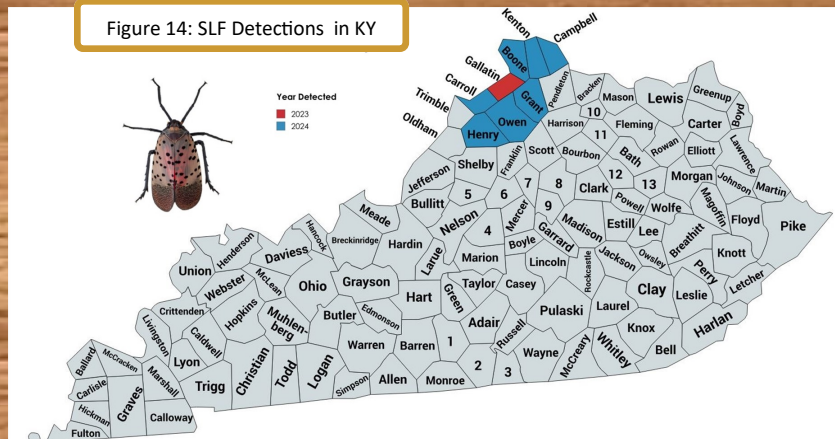 Figure 14: SLF Detections in KY
Year Detected
2023
2024
Kenton
Campbell
Boone
Gallatin
Carroll
Trimble
Oldham
Grant
Owen
Henry
Pendleton
Bracken
Mason
Lewis
Greenup
Boyd
10
Harrison
Fleming
Carter
11
Rowan
Elliott
Lawrence
Shelby
Franklin
Scott
Bourbon
Bath
Jefferson
12
13
Morgan
Johnson
Martin
Bullitt
5
6
7
8
9
Clark
Powell
Wolfe
Magoffin
Floyd
Pike
Meade
Nelson
4
Mercer
Madison
Estill
Lee
Breathitt
Knott
Hancock
Breckinridge
Hardin
Larue
Marion
Boyle
Garrard
Lincoln
Rockcastle
Jackson
Owsley
Perry
Letcher
Henderson
Daviess
Union
Webster
McLean
Ohio
Grayson
Hart
Green
Taylor
Casey
Pulaski
Laurel
Clay
Leslie
Harlan
Crittenden
Hopkins
Muhlen-
berg
Butler
Edmonson
Adair
Russell
Knox
Bell
Livingston
Caldwell
Lyon
Warren
Barren
1
2
3
Wayne
McCreary
Whitley
Ballard
McCracken
Marshall
Trigg
Christian
Todd
Logan
Simpson
Allen
Monroe
Carlisle
Graves
Calloway
Hickman
Fulton